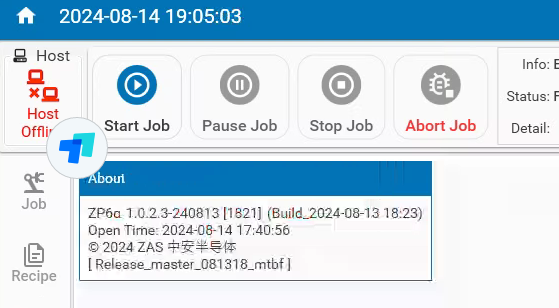 2024-08-14 19:05:03
Host
Host
Offline
Start Job
Pause Job
Stop Job
Abort Job
Info: E
Status: F
Detail:
Job
Recipe
About
ZP6α 1.0.2.3-240813 [1821] (Build_2024-08-13 18:23)
Open Time: 2024-08-14 17:40:56
© 2024 ZAS 中安半导体
[ Release_master_081318_mtbf ]